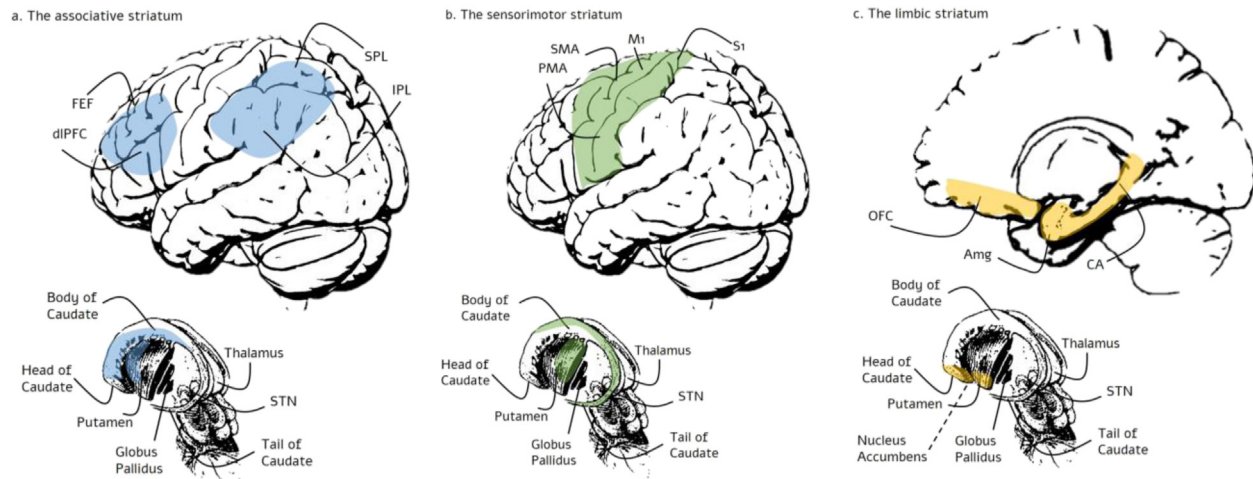 a. The associative striatum
SPL
IPL
FEF
dlPFC
Body of
Caudate
Thalamus
Head of
Caudate
STN
Putamen
Globus
Pallidus
Tail of
Caudate
b. The sensorimotor striatum
M1
SMA
S1
PMA
Body of
Caudate
Thalamus
Head of
Caudate
STN
Putamen
Globus
Pallidus
Tail of
Caudate
c. The limbic striatum
OFC
Amg
CA
Body of
Caudate
Thalamus
Head of
Caudate
STN
Putamen
Nucleus
Accumbens
Globus
Pallidus
Tail of
Caudate